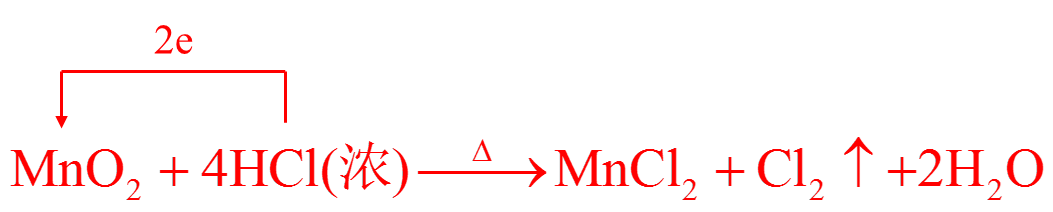 2e
MnO₂ + 4HCl(浓) —Δ→ MnCl₂ + Cl₂ ↑ +2H₂O